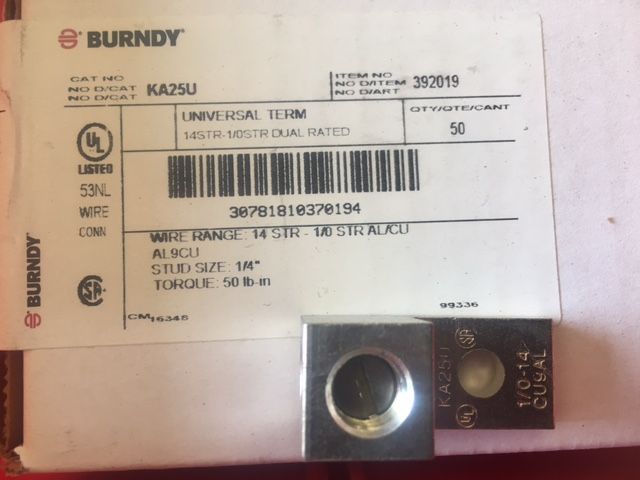 BURNDY
CAT NO
NO D/CAT
NO D/CAT
KA25U
ITEM NO
NO D/ITEM
NO D/ART
392019
UNIVERSAL TERM
14STR-1/0STR DUAL RATED
QTY/QTE/CANT
50
UL
LISTED
53NL
WIRE
CONN
30781810370194
WIRE RANGE: 14 STR - 1/0 STR AL/CU
AL9CU
STUD SIZE: 1/4"
TORQUE: 50 lb-in
BURNDY
CM16348
99336
KA25U
UL
1/0-14
CU9AL